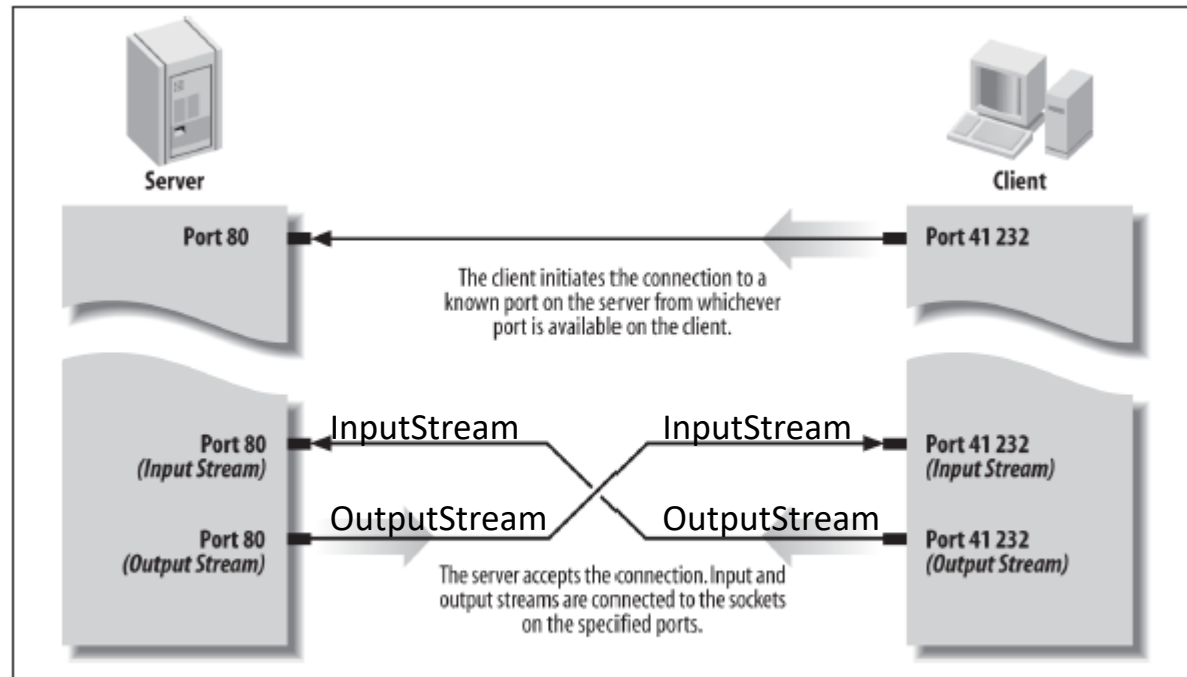 Server
Client
Port 80
Port 41 232
The client initiates the connection to a
known port on the server from whichever
port is available on the client.
InputStream
InputStream
Port 80
(Input Stream)
Port 41 232
(Input Stream)
OutputStream
OutputStream
Port 80
(Output Stream)
Port 41 232
(Output Stream)
The server accepts the connection. Input and
output streams are connected to the sockets
on the specified ports.